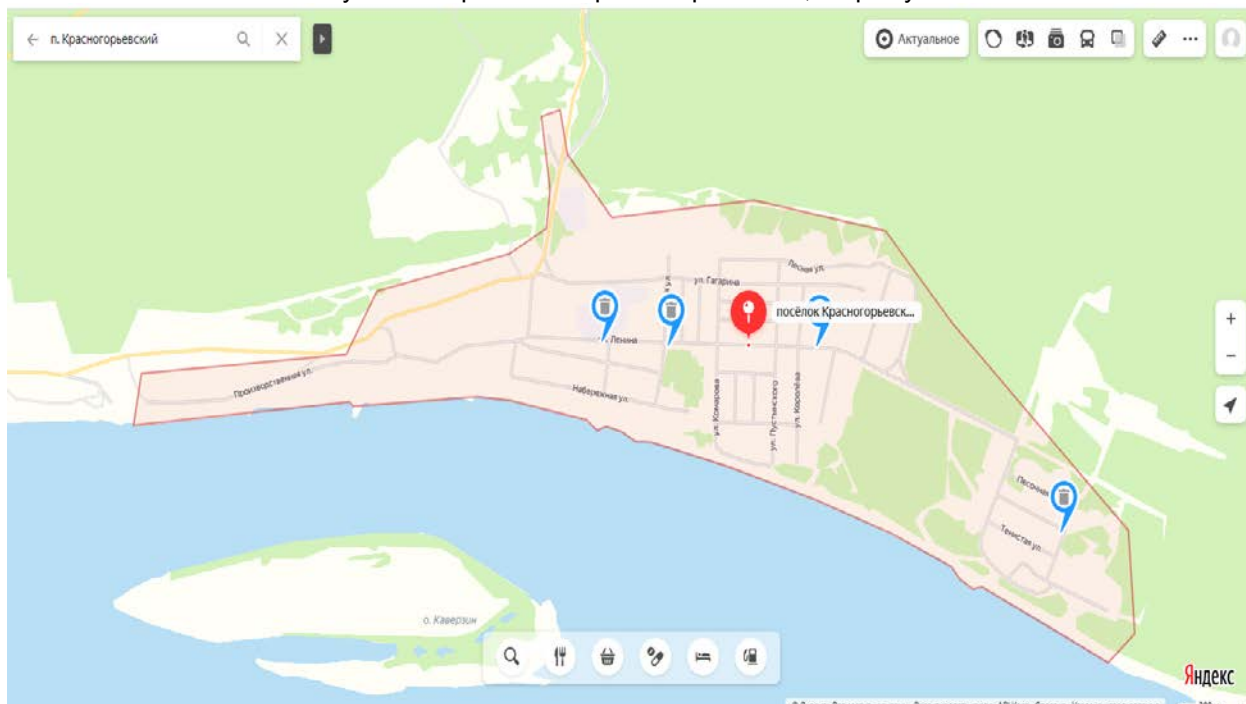 п. Красногорьевский
Актуальное
Лесная ул.
ул. Гагарина
посёлок Красногорьевск...
Ленина
Производственная ул.
Набережная ул.
ул. Комарова
ул. Пустынского
ул. Королёва
Песочная
Тенистая ул.
о. Каверзин
Яндекс